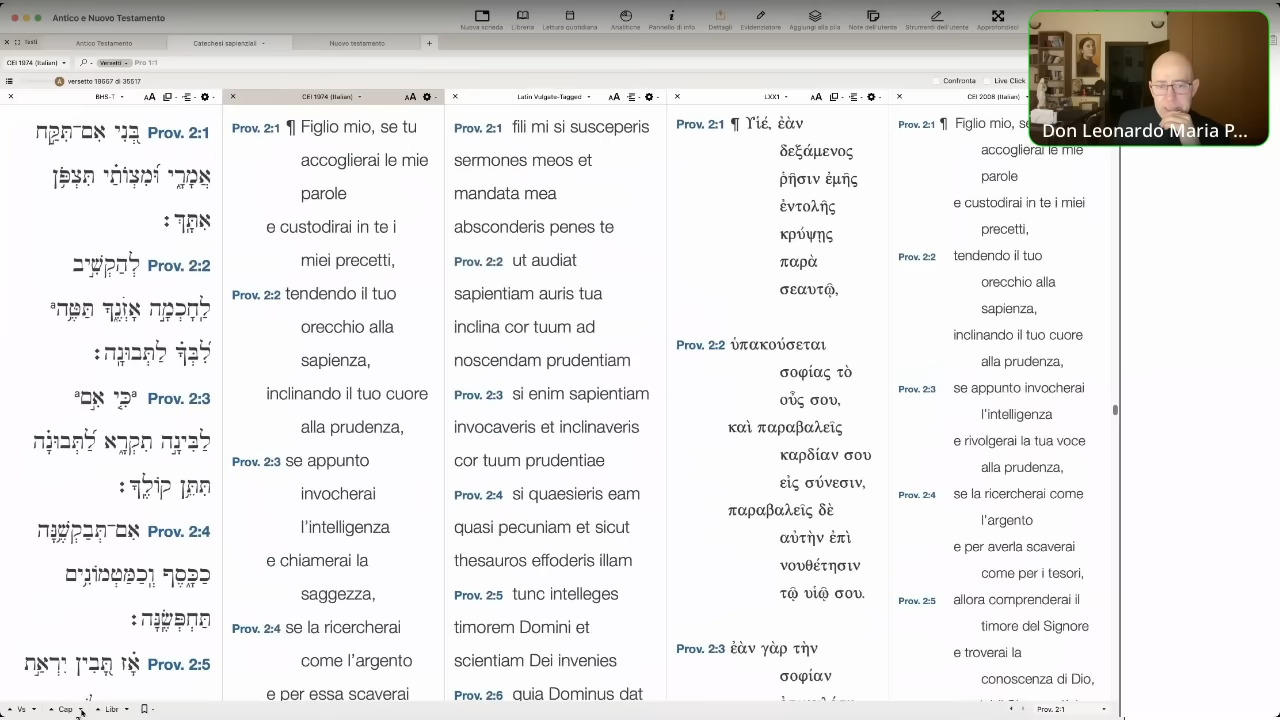 Antico e Nuovo Testamento
Nuova scheda Libreria Lettura quotidiana Analitiche Pannello di info Dettagli Evidenziatore Aggiungi alla pila Note dell'utente Nuovo documento
Testi Antico Testamento Catechesi sapienziali Nuovo testamento
CEI 1974 (Italian) Versetti Pro 1:1
versetto 16667 di 35517 Confronta Live Click
BHS-T
Prov. 2:1 בְּנִי אִם־תִּקַּח
אֲמָרָי וּמִצְוֹתַי תִּצְפֹּן
אִתָּךְ׃
Prov. 2:2 לְהַקְשִׁיב
לַחָכְמָה אָזְנֶךָ תַּטֶּה
לִבְּךָ לַתְּבוּנָה׃
Prov. 2:3 כִּי אִם
לַבִּינָה תִקְרָא לַתְּבוּנָה
תִּתֵּן קוֹלֶךָ׃
Prov. 2:4 אִם־תְּבַקְשֶׁנָּה
כַכָּסֶף וְכַמַּטְמוֹנִים
תַּחְפְּשֶׂנָּה׃
Prov. 2:5 אָז תָּבִין יִרְאַת
CEI 1974 (Italian)
Prov. 2:1 ¶ Figlio mio, se tu
accoglierai le mie
parole
e custodirai in te i
miei precetti,
Prov. 2:2 tendendo il tuo
orecchio alla
sapienza,
inclinando il tuo cuore
alla prudenza,
Prov. 2:3 se appunto
invocherai
l'intelligenza
e chiamerai la
saggezza,
Prov. 2:4 se la ricercherai
come l'argento
e per essa scaverai
Latin Vulgate-Tagged
Prov. 2:1 fili mi si susceperis
sermones meos et
mandata mea
absconderis penes te
Prov. 2:2 ut audiat
sapientiam auris tua
inclina cor tuum ad
noscendam prudentiam
Prov. 2:3 si enim sapientiam
invocaveris et inclinaveris
cor tuum prudentiae
Prov. 2:4 si quaesieris eam
quasi pecuniam et sicut
thesauros effoderis illam
Prov. 2:5 tunc intelleges
timorem Domini et
scientiam Dei invenies
Prov. 2:6 quia Dominus dat
LXX1
Prov. 2:1 ¶ Υἱέ, ἐὰν
δεξάμενος
ῥῆσιν ἐμῆς
ἐντολῆς
κρύψῃς
παρὰ
σεαυτῷ,
Prov. 2:2 ὑπακούσεται
σοφίας τὸ
οὖς σου,
καὶ παραβαλεῖς
καρδίαν σου
εἰς σύνεσιν,
παραβαλεῖς δὲ
αὐτὴν ἐπὶ
νουθέτησιν
τῷ υἱῷ σου.
Prov. 2:3 ἐὰν γὰρ τὴν
σοφίαν
CEI 2008 (Italian)
Prov. 2:1 ¶ Figlio mio, se
accoglierai le mie
parole
e custodirai in te i miei
precetti,
Prov. 2:2 tendendo il tuo
orecchio alla
sapienza,
inclinando il tuo cuore
alla prudenza,
Prov. 2:3 se appunto invocherai
l'intelligenza
e rivolgerai la tua voce
alla prudenza,
Prov. 2:4 se la ricercherai come
l'argento
e per averla scaverai
come per i tesori,
Prov. 2:5 allora comprenderai il
timore del Signore
e troverai la
conoscenza di Dio,
Don Leonardo Maria P...
Vs Cap Libr Prov. 2:1